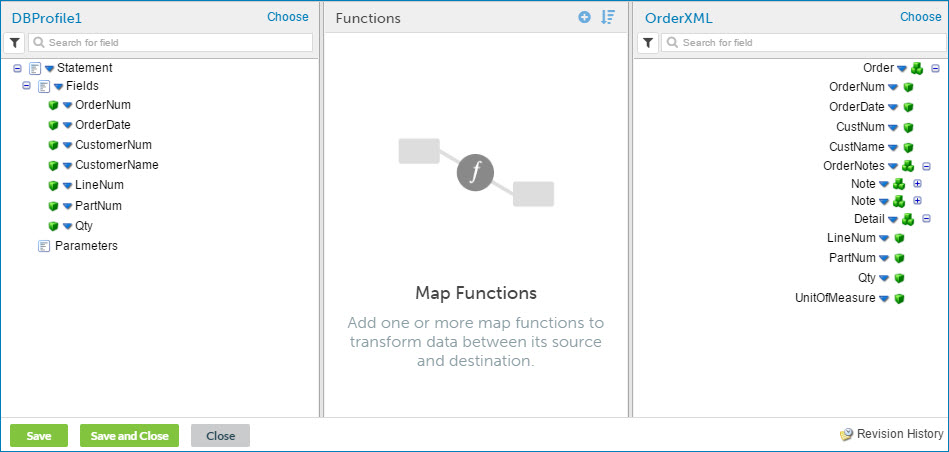 DBProfile1
Choose
Search for field
Statement
Fields
OrderNum
OrderDate
CustomerNum
CustomerName
LineNum
PartNum
Qty
Parameters
Functions
f
Map Functions
Add one or more map functions to
transform data between its source
and destination.
OrderXML
Choose
Search for field
Order
OrderNum
OrderDate
CustNum
CustName
OrderNotes
Note
Note
Detail
LineNum
PartNum
Qty
UnitOfMeasure
Save
Save and Close
Close
Revision History